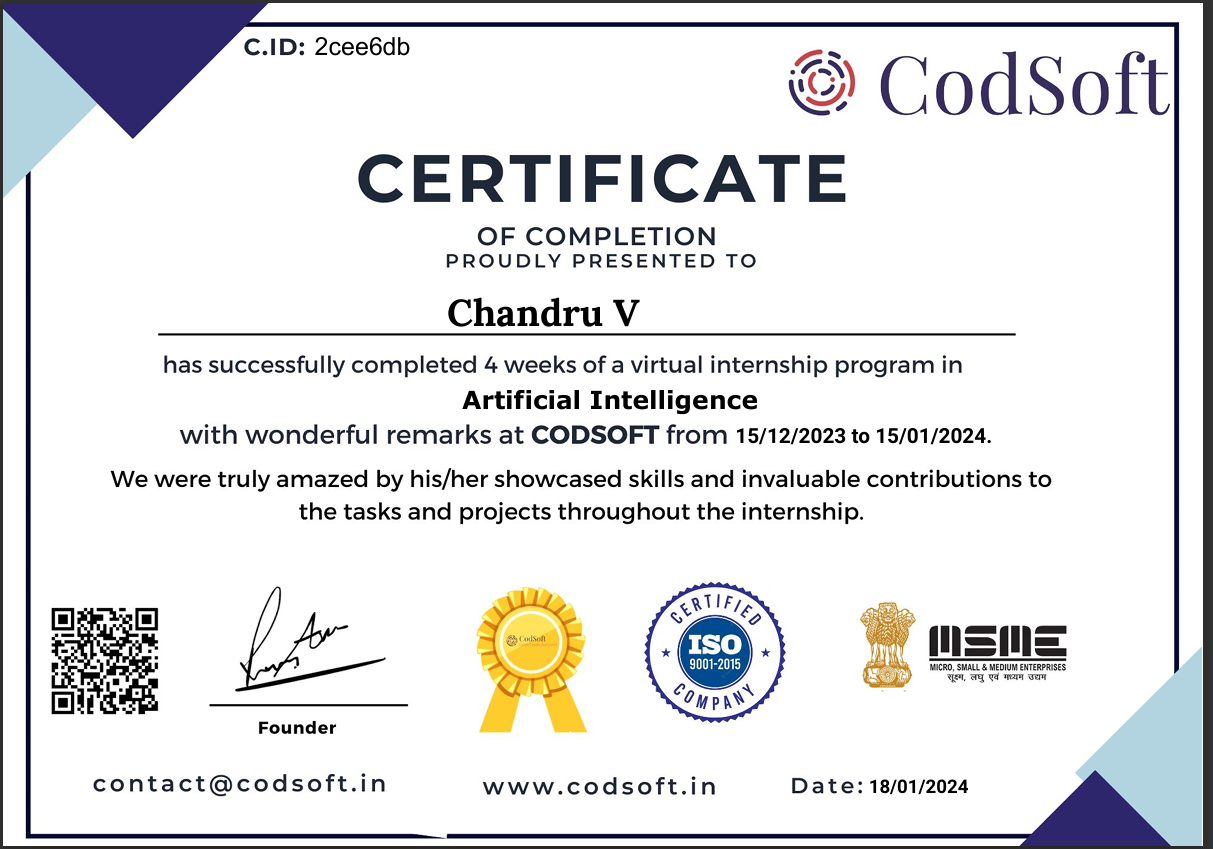 C.ID: 2cee6db
CodSoft
CERTIFICATE
OF COMPLETION
PROUDLY PRESENTED TO
Chandru V
has successfully completed 4 weeks of a virtual internship program in
Artificial Intelligence
with wonderful remarks at CODSOFT from 15/12/2023 to 15/01/2024.
We were truly amazed by his/her showcased skills and invaluable contributions to
the tasks and projects throughout the internship.
Founder
CodSoft
CERTIFIED
ISO
9001-2015
COMPANY
MSME
MICRO, SMALL & MEDIUM ENTERPRISES
सूक्ष्म, लघु एवं मध्यम उद्यम
contact@codsoft.in
www.codsoft.in
Date: 18/01/2024